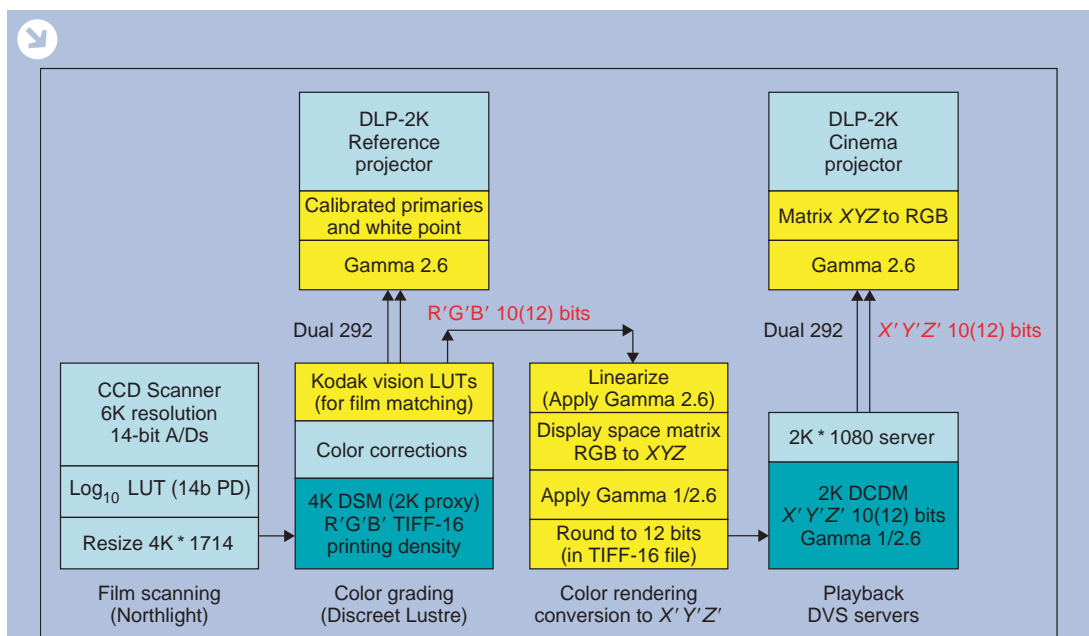 DLP-2K
Reference
projector
Calibrated primaries
and white point
Gamma 2.6
DLP-2K
Cinema
projector
Matrix XYZ to RGB
Gamma 2.6
Dual 292
R′G′B′ 10(12) bits
Dual 292
X′Y′Z′ 10(12) bits
CCD Scanner
6K resolution
14-bit A/Ds
Log10 LUT (14b PD)
Resize 4K * 1714
Film scanning
(Northlight)
Kodak vision LUTs
(for film matching)
Color corrections
4K DSM (2K proxy)
R′G′B′ TIFF-16
printing density
Color grading
(Discreet Lustre)
Linearize
(Apply Gamma 2.6)
Display space matrix
RGB to XYZ
Apply Gamma 1/2.6
Round to 12 bits
(in TIFF-16 file)
Color rendering
conversion to X′Y′Z′
2K * 1080 server
2K DCDM
X′Y′Z′ 10(12) bits
Gamma 1/2.6
Playback
DVS servers